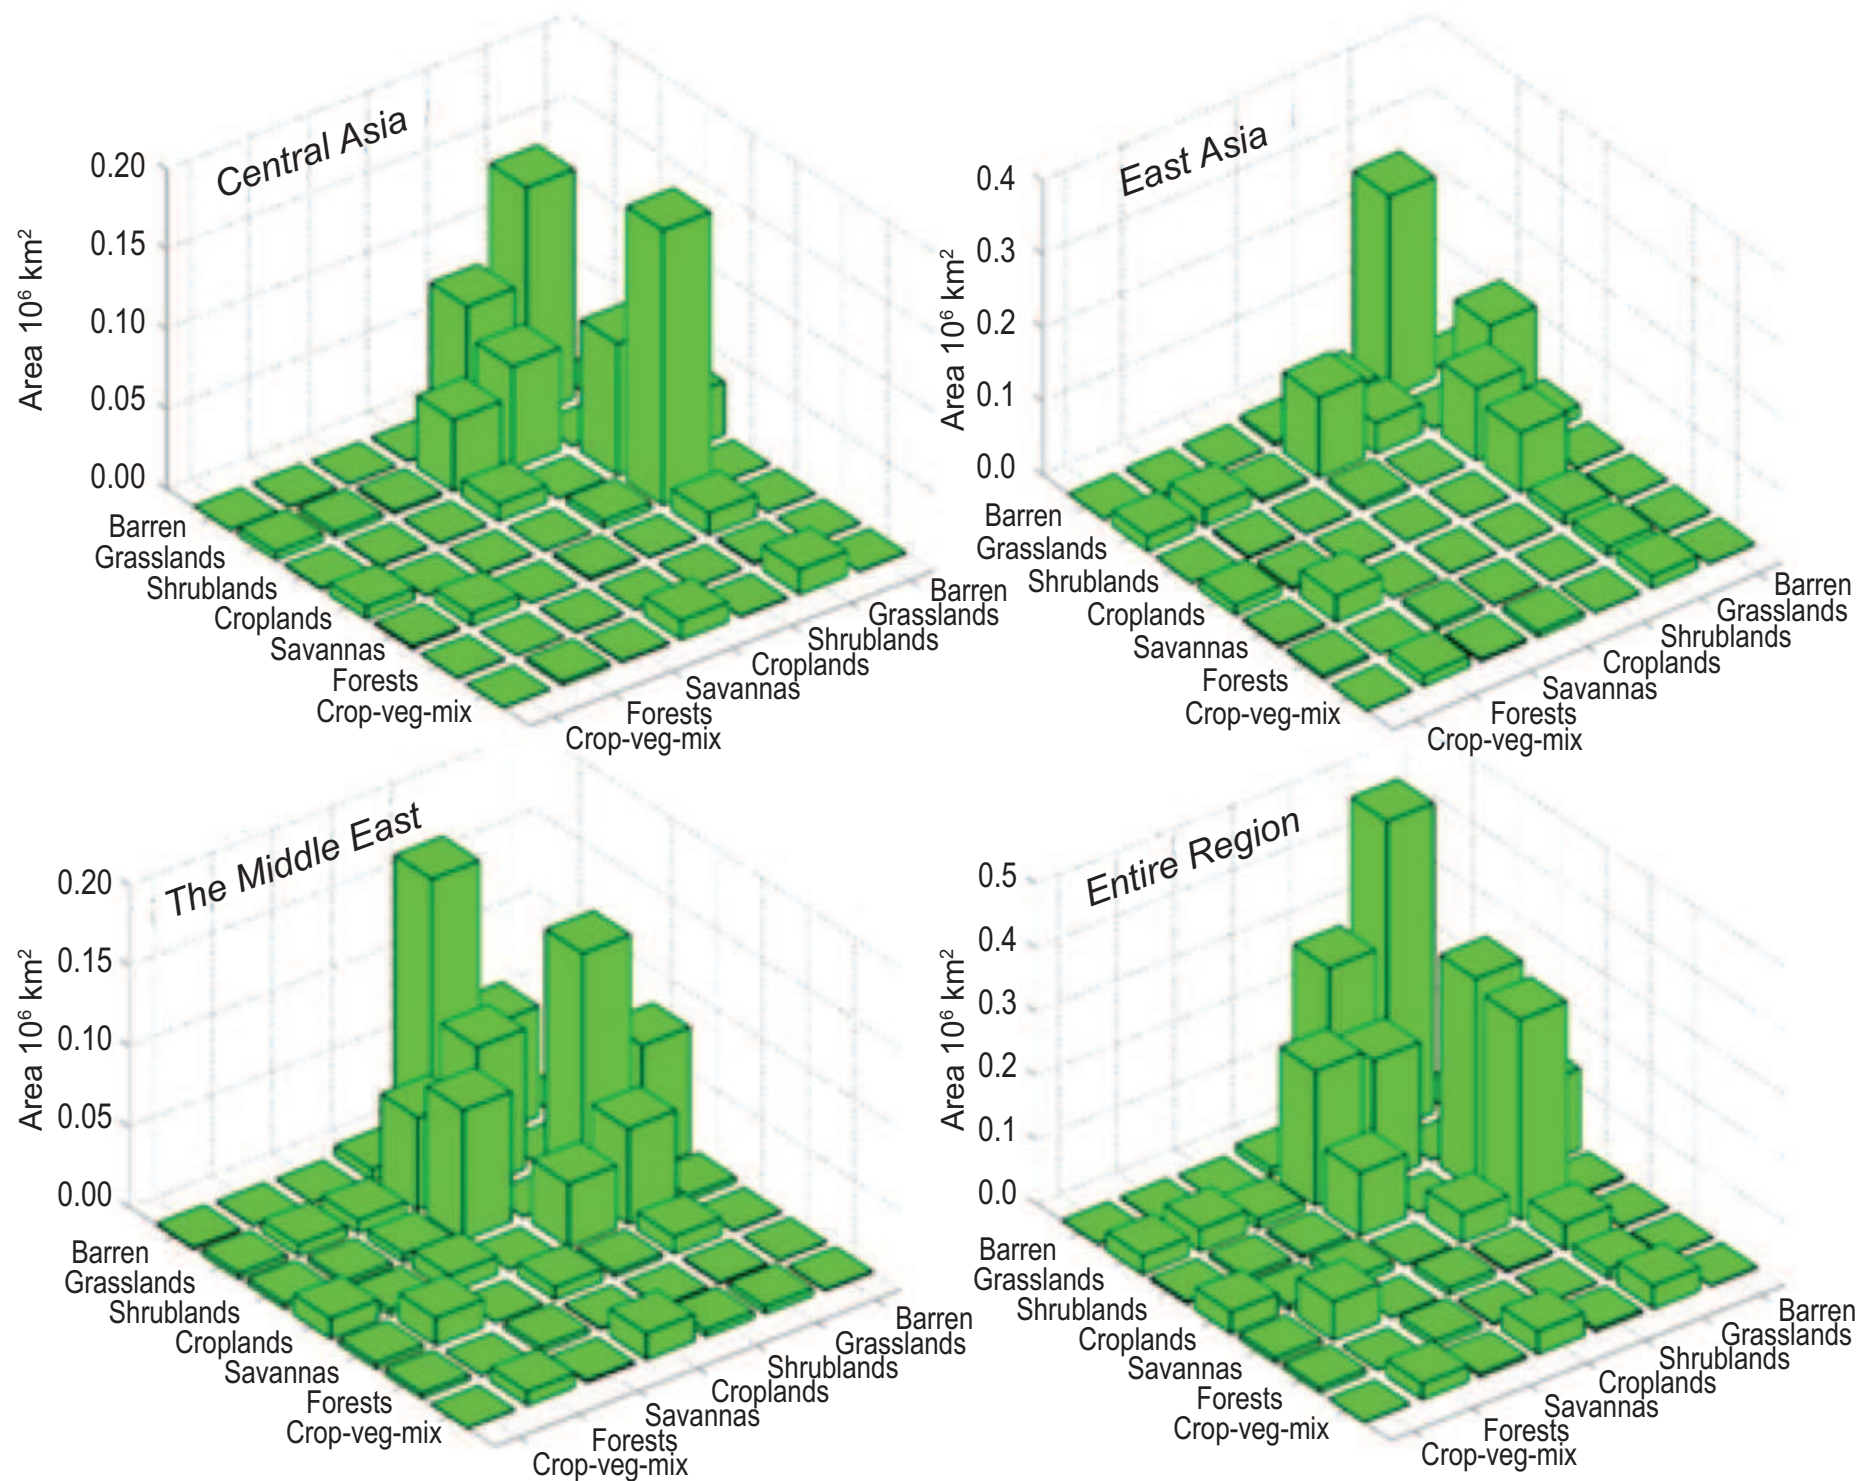 Central Asia
Area 10⁶ km²
0.20
0.15
0.10
0.05
0.00
Barren
Grasslands
Shrublands
Croplands
Savannas
Forests
Crop-veg-mix
Barren
Grasslands
Shrublands
Croplands
Savannas
Forests
Crop-veg-mix
East Asia
Area 10⁶ km²
0.4
0.3
0.2
0.1
0.0
Barren
Grasslands
Shrublands
Croplands
Savannas
Forests
Crop-veg-mix
Barren
Grasslands
Shrublands
Croplands
Savannas
Forests
Crop-veg-mix
The Middle East
Area 10⁶ km²
0.20
0.15
0.10
0.05
0.00
Barren
Grasslands
Shrublands
Croplands
Savannas
Forests
Crop-veg-mix
Barren
Grasslands
Shrublands
Croplands
Savannas
Forests
Crop-veg-mix
Entire Region
Area 10⁶ km²
0.5
0.4
0.3
0.2
0.1
0.0
Barren
Grasslands
Shrublands
Croplands
Savannas
Forests
Crop-veg-mix
Barren
Grasslands
Shrublands
Croplands
Savannas
Forests
Crop-veg-mix